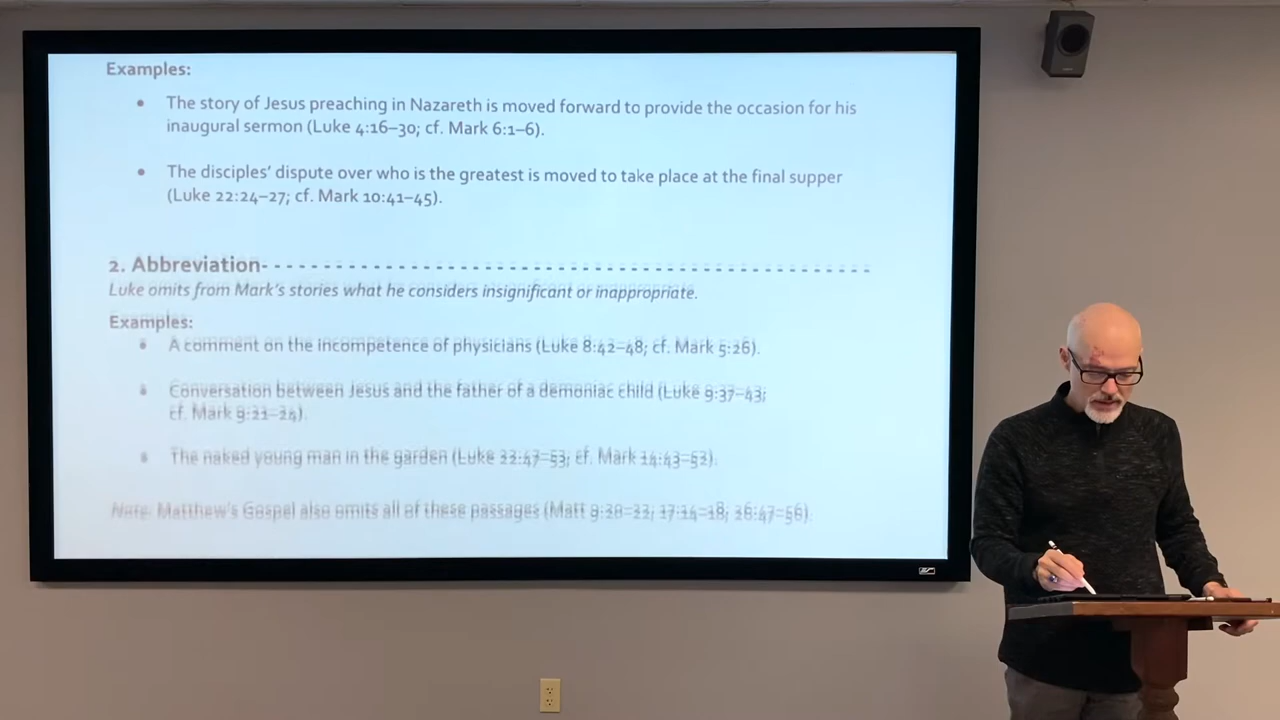 Examples:
• The story of Jesus preaching in Nazareth is moved forward to provide the occasion for his
inaugural sermon (Luke 4:16–30; cf. Mark 6:1–6).
• The disciples’ dispute over who is the greatest is moved to take place at the final supper
(Luke 22:24–27; cf. Mark 10:41–45).
2. Abbreviation- - - - - - - - - - - - - - - - - - - - - - - - - - - - - - - - - - - - - - - - - - - - - - - - -
Luke omits from Mark’s stories what he considers insignificant or inappropriate.
Examples:
• A comment on the incompetence of physicians (Luke 8:42–48; cf. Mark 5:26).
• Conversation between Jesus and the father of a demoniac child (Luke 9:37–43;
cf. Mark 9:21–24).
• The naked young man in the garden (Luke 22:47–53; cf. Mark 14:43–52).
Note: Matthew’s Gospel also omits all of these passages (Matt 9:20–22; 17:14–18; 26:47–56).